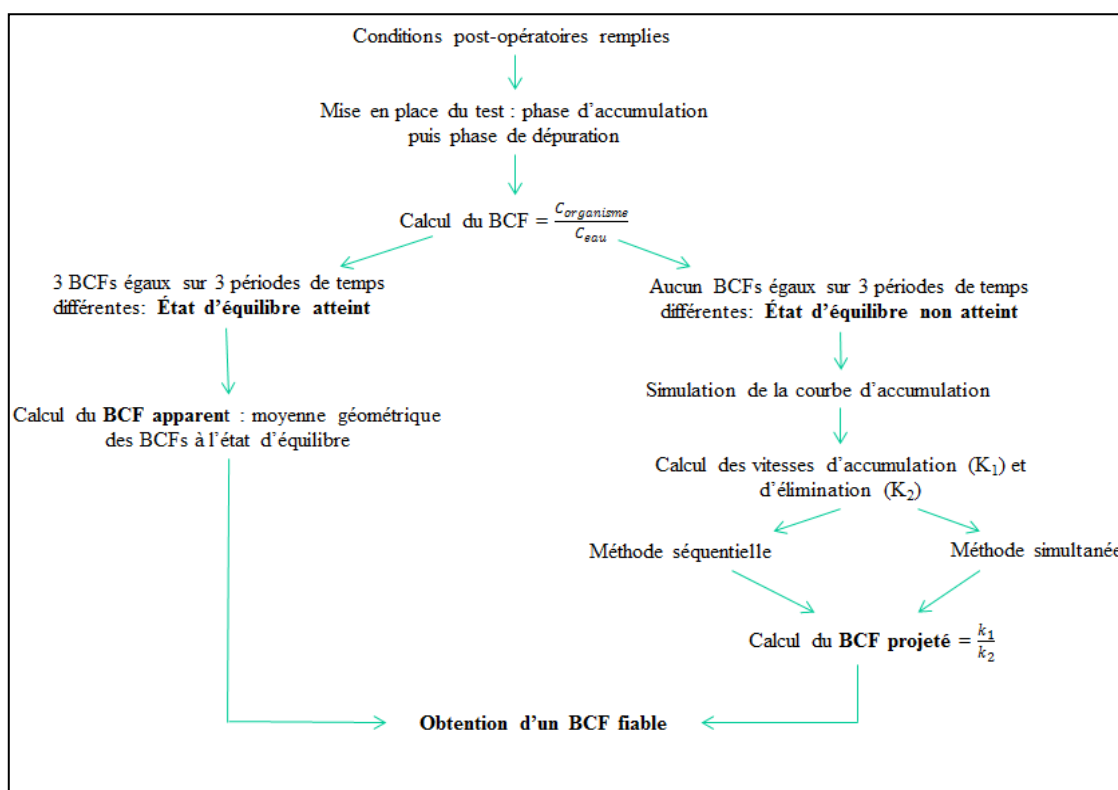 Conditions post-opératoires remplies
Mise en place du test : phase d'accumulation
puis phase de dépuration
Calcul du BCF = C_organisme / C_eau
3 BCFs égaux sur 3 périodes de temps
différentes: État d'équilibre atteint
Aucun BCFs égaux sur 3 périodes de temps
différentes: État d'équilibre non atteint
Simulation de la courbe d'accumulation
Calcul du BCF apparent : moyenne géométrique
des BCFs à l'état d'équilibre
Calcul des vitesses d'accumulation (K₁) et
d'élimination (K₂)
Méthode séquentielle
Méthode simultanée
Calcul du BCF projeté = k₁ / k₂
Obtention d'un BCF fiable